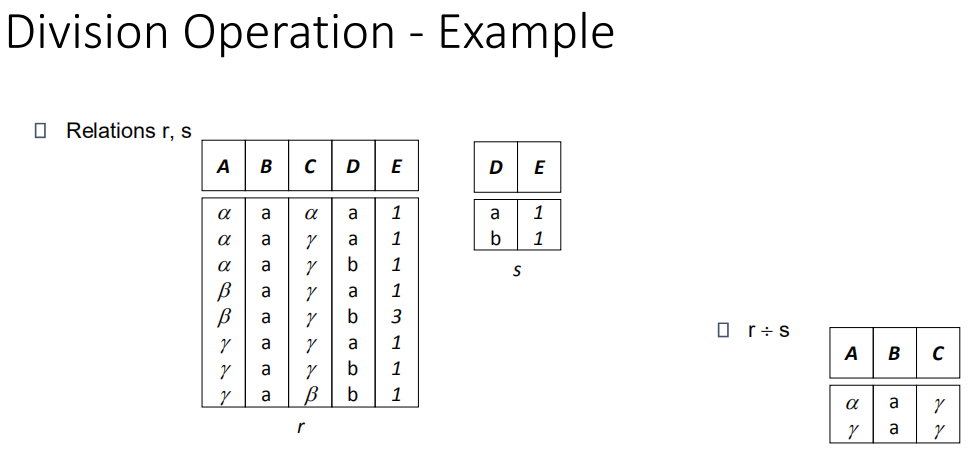 Division Operation - Example
Relations r, s
A B C D E
α a α a 1
α a γ a 1
α a γ b 1
β a γ a 1
β a γ b 3
γ a γ a 1
γ a γ b 1
γ a β b 1
r
D E
a 1
b 1
s
r ÷ s
A B C
α a γ
γ a γ